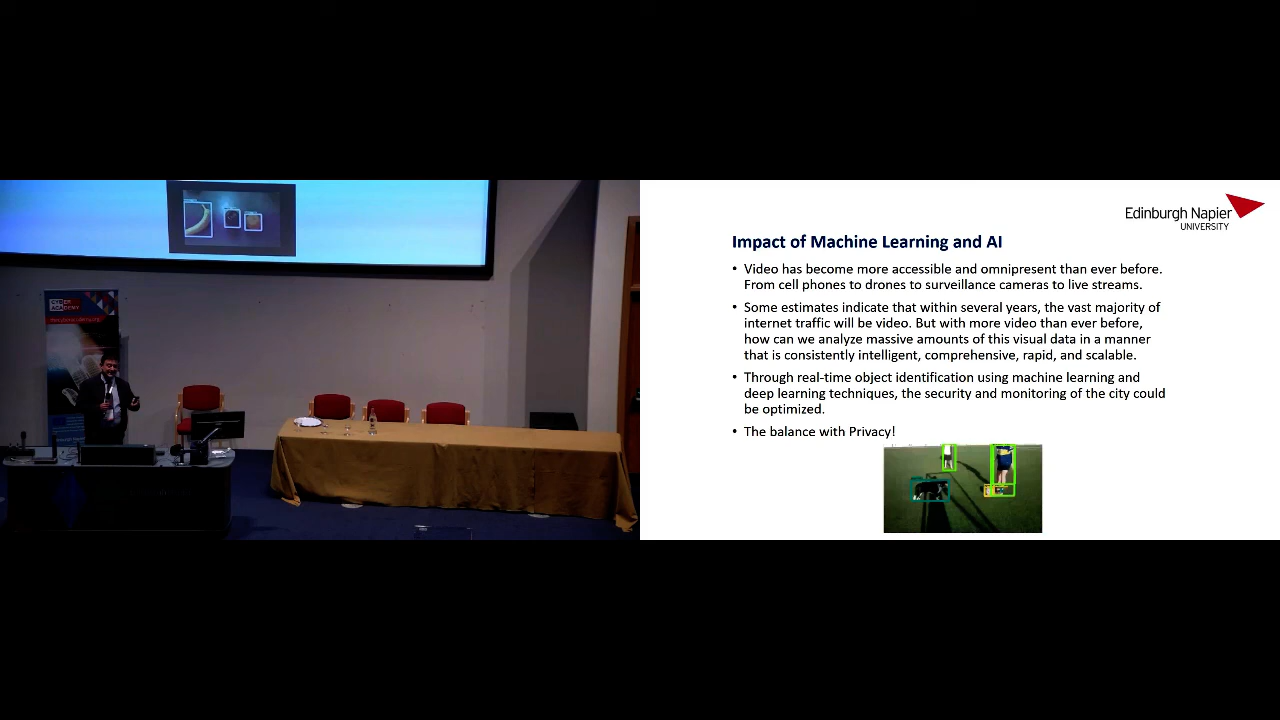 Edinburgh Napier
UNIVERSITY
Impact of Machine Learning and AI
• Video has become more accessible and omnipresent than ever before.
From cell phones to drones to surveillance cameras to live streams.
• Some estimates indicate that within several years, the vast majority of
internet traffic will be video. But with more video than ever before,
how can we analyze massive amounts of this visual data in a manner
that is consistently intelligent, comprehensive, rapid, and scalable.
• Through real-time object identification using machine learning and
deep learning techniques, the security and monitoring of the city could
be optimized.
• The balance with Privacy!